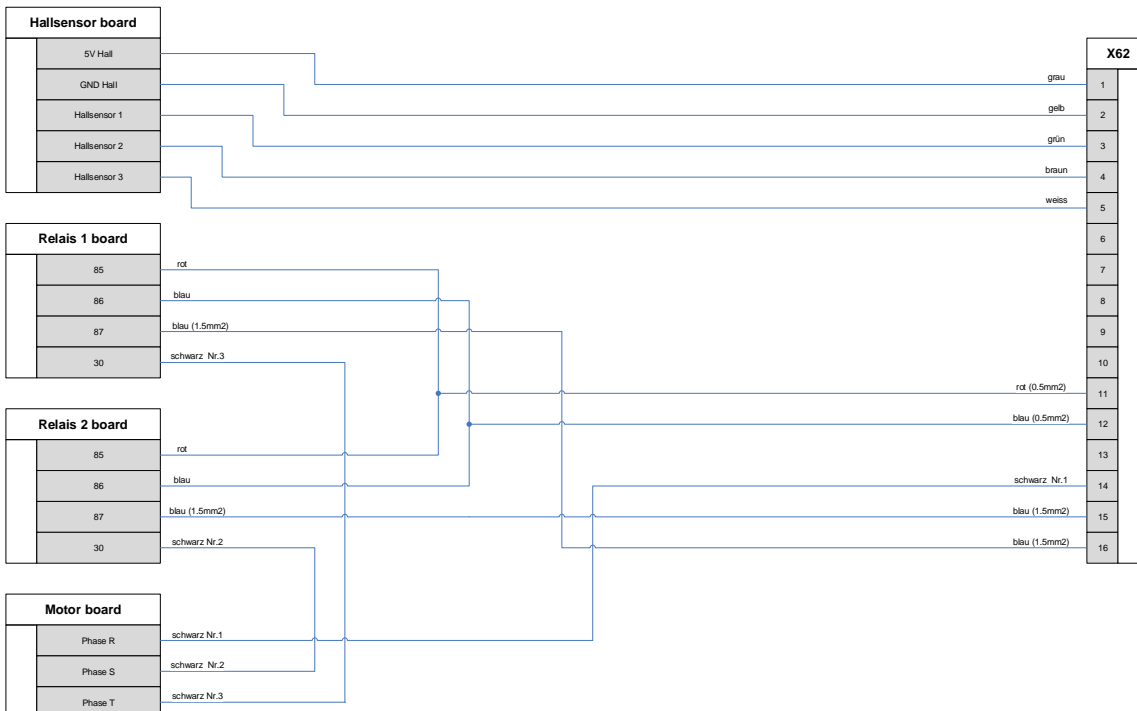 Hallsensor board
5V Hall
GND Hall
Hallsensor 1
Hallsensor 2
Hallsensor 3
Relais 1 board
85 rot
86 blau
87 blau (1.5mm2)
30 schwarz Nr.3
Relais 2 board
85 rot
86 blau
87 blau (1.5mm2)
30 schwarz Nr.2
Motor board
Phase R schwarz Nr.1
Phase S schwarz Nr.2
Phase T schwarz Nr.3
X62
grau 1
gelb 2
grün 3
braun 4
weiss 5
6
7
8
9
10
rot (0.5mm2) 11
blau (0.5mm2) 12
13
schwarz Nr.1 14
blau (1.5mm2) 15
blau (1.5mm2) 16